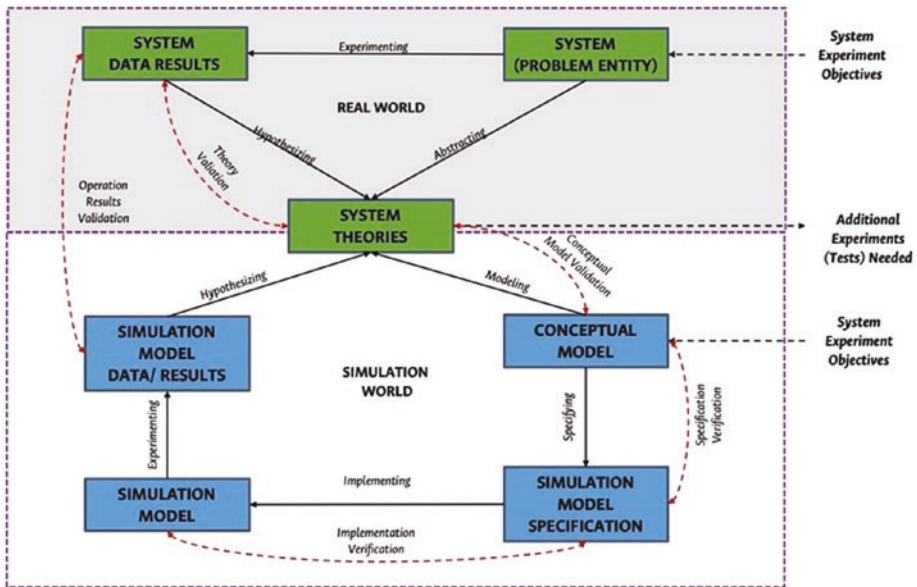 SYSTEM
DATA RESULTS
Experimenting
SYSTEM
(PROBLEM ENTITY)
System
Experiment
Objectives
REAL WORLD
Hypothesizing
Abstracting
Theory
Valiation
Operation
Results
Validation
SYSTEM
THEORIES
Additional
Experiments
(Tests) Needed
Conceptual
Model Validation
Hypothesizing
Modeling
SIMULATION
MODEL
DATA/ RESULTS
CONCEPTUAL
MODEL
System
Experiment
Objectives
SIMULATION
WORLD
Experimenting
Specifying
Specification
Verification
SIMULATION
MODEL
Implementing
SIMULATION
MODEL
SPECIFICATION
Implementation
Verification